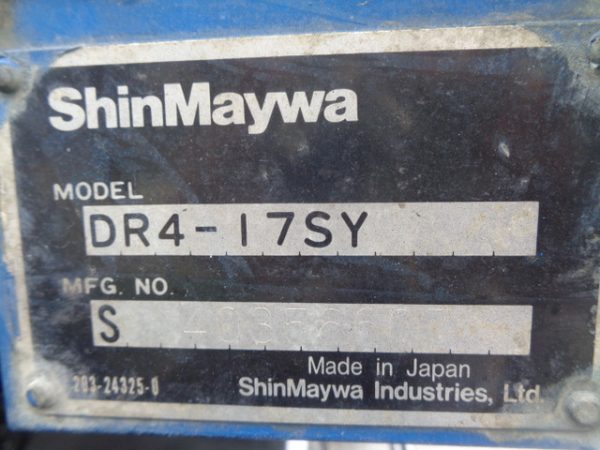 ShinMaywa
MODEL
DR4-17SY
MFG. NO.
S
Made in Japan
203-24325-0
ShinMaywa Industries, Ltd.